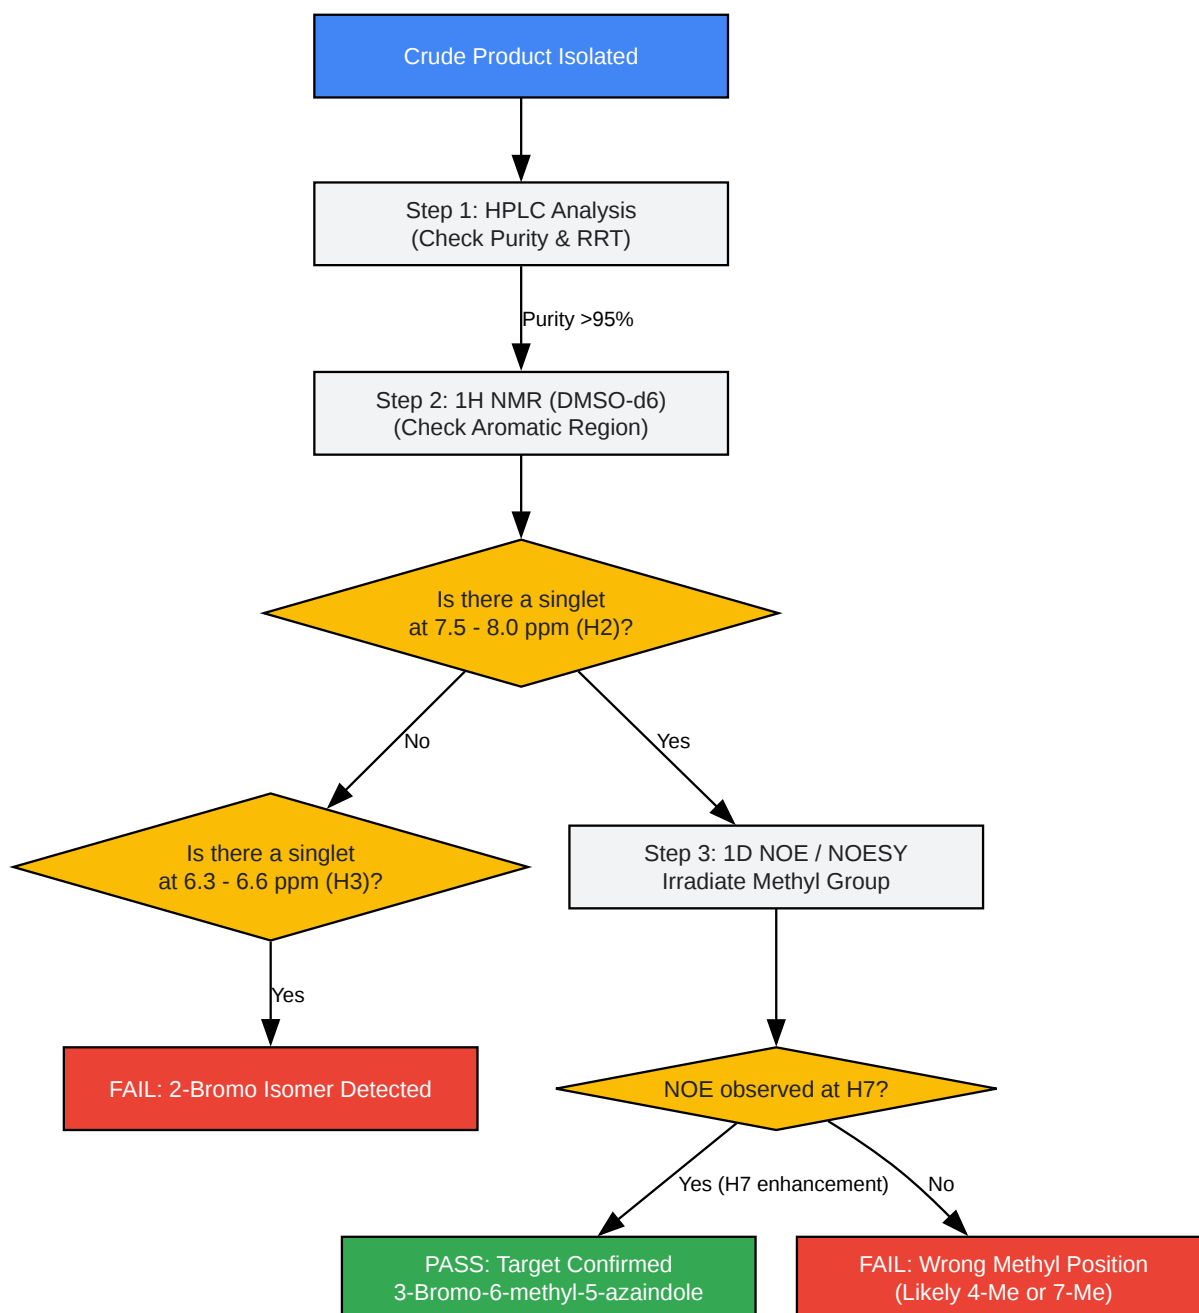 Crude Product Isolated
Step 1: HPLC Analysis
(Check Purity & RRT)
Purity >95%
Step 2: 1H NMR (DMSO-d6)
(Check Aromatic Region)
Is there a singlet
at 7.5 - 8.0 ppm (H2)?
No
Yes
Is there a singlet
at 6.3 - 6.6 ppm (H3)?
Step 3: 1D NOE / NOESY
Irradiate Methyl Group
Yes
FAIL: 2-Bromo Isomer Detected
NOE observed at H7?
Yes (H7 enhancement)
No
PASS: Target Confirmed
3-Bromo-6-methyl-5-azaindole
FAIL: Wrong Methyl Position
(Likely 4-Me or 7-Me)